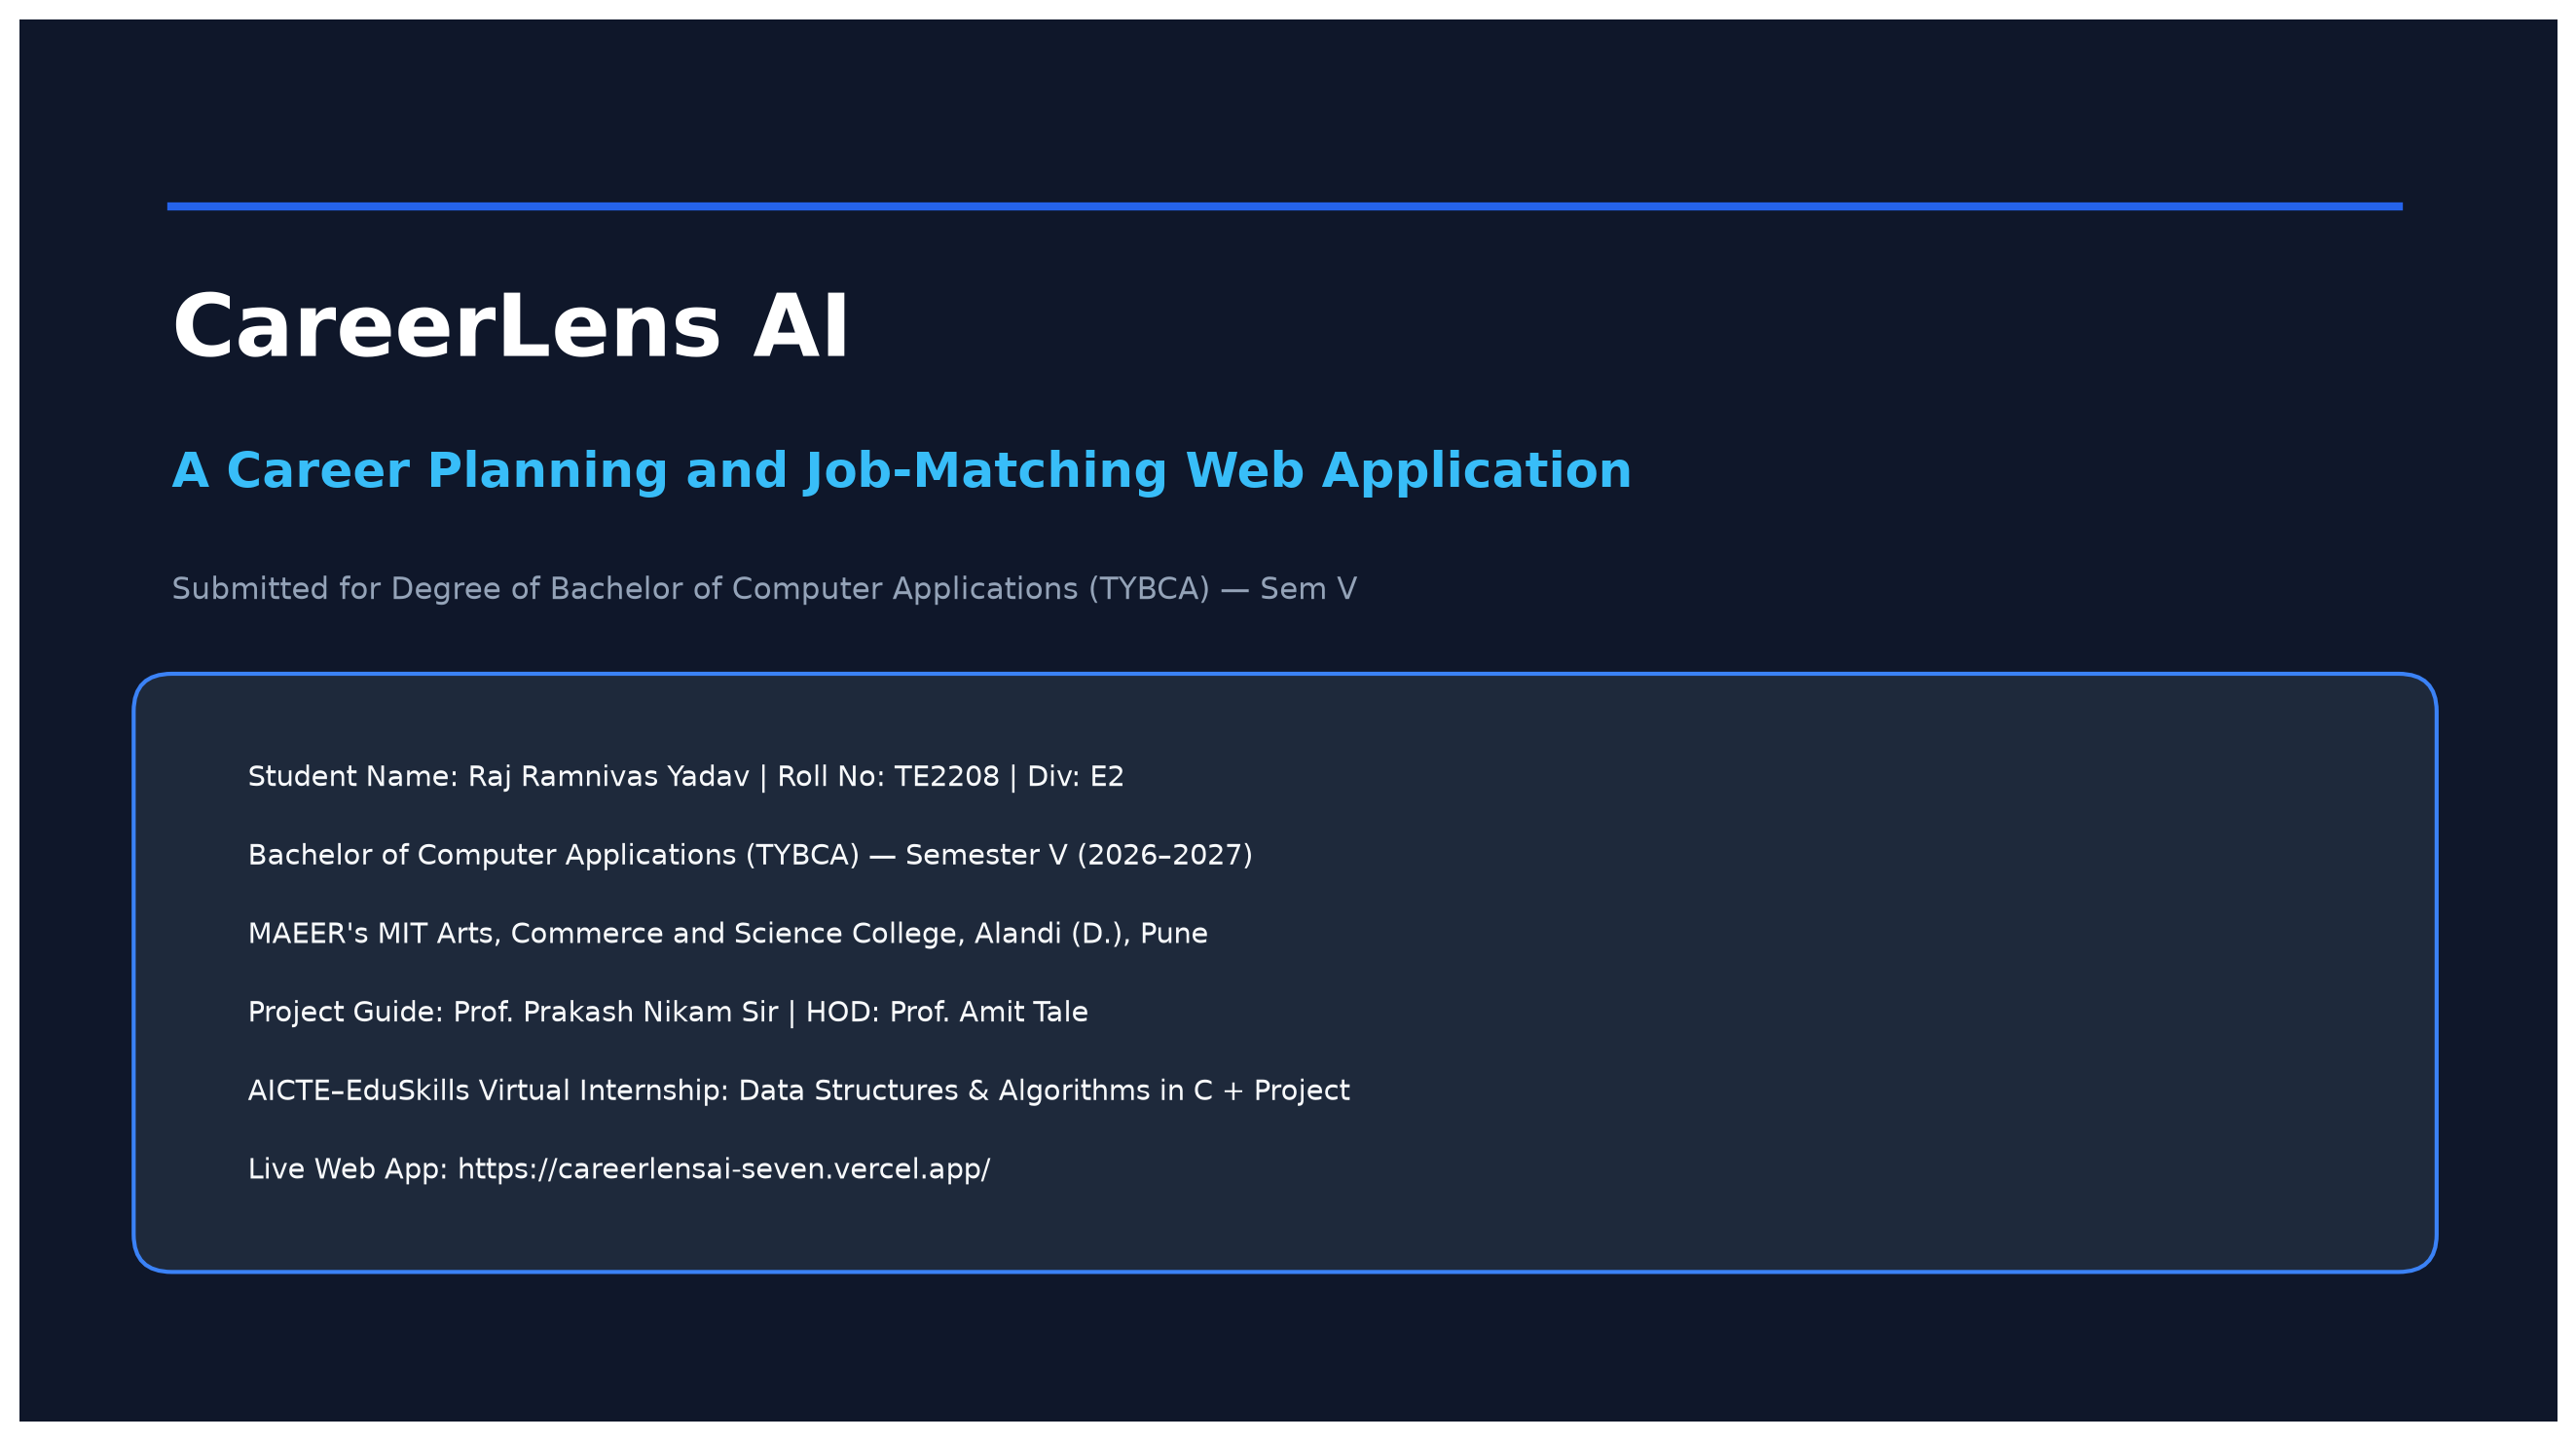 CareerLens AI
A Career Planning and Job-Matching Web Application
Submitted for Degree of Bachelor of Computer Applications (TYBCA) — Sem V
Student Name: Raj Ramnivas Yadav | Roll No: TE2208 | Div: E2
Bachelor of Computer Applications (TYBCA) — Semester V (2026–2027)
MAEER's MIT Arts, Commerce and Science College, Alandi (D.), Pune
Project Guide: Prof. Prakash Nikam Sir | HOD: Prof. Amit Tale
AICTE–EduSkills Virtual Internship: Data Structures & Algorithms in C + Project
Live Web App: https://careerlensai-seven.vercel.app/